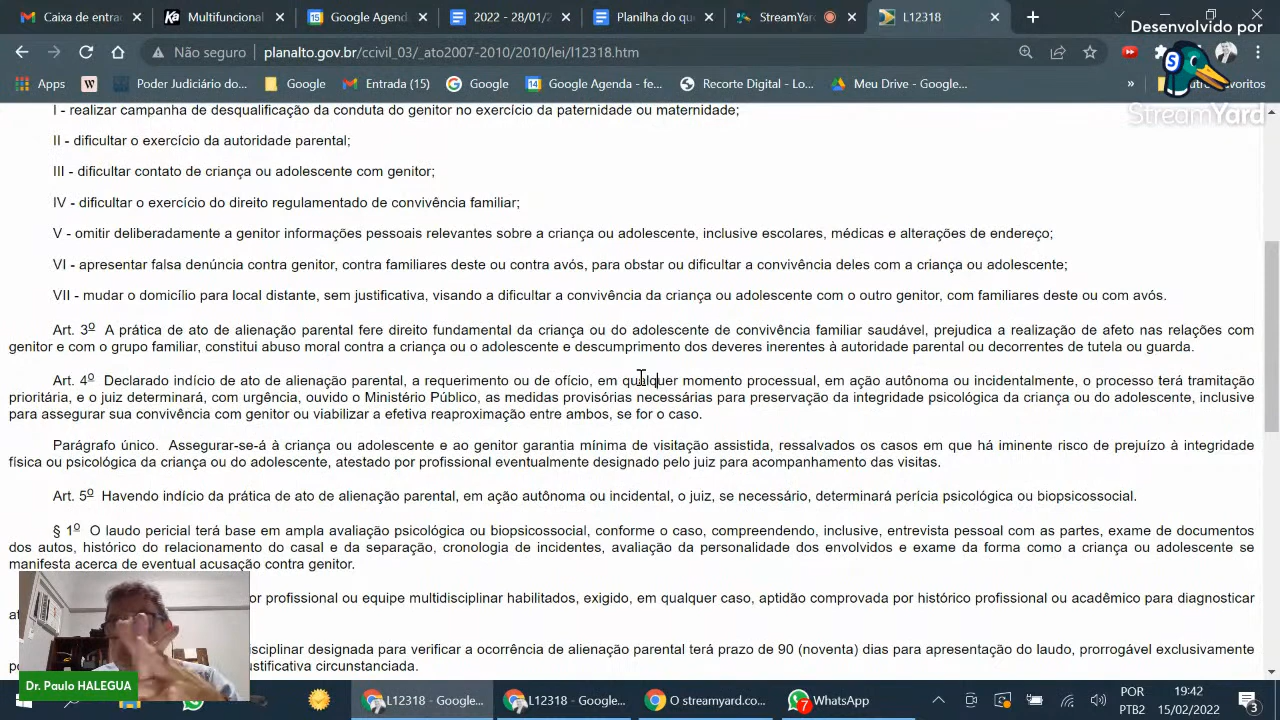 Caixa de entra
Multifuncional
Google Agend
2022 - 28/01/2
Planilha do qu
StreamYard
L12318
Desenvolvido por
Não seguro
planalto.gov.br/ccivil_03/_ato2007-2010/2010/lei/l12318.htm
Apps
Poder Judiciário do...
Google
Entrada (15)
Google
Google Agenda - fe...
Recorte Digital - Lo...
Meu Drive - Google...
»
StreamYard
I - realizar campanha de desqualificação da conduta do genitor no exercício da paternidade ou maternidade;
II - dificultar o exercício da autoridade parental;
III - dificultar contato de criança ou adolescente com genitor;
IV - dificultar o exercício do direito regulamentado de convivência familiar;
V - omitir deliberadamente a genitor informações pessoais relevantes sobre a criança ou adolescente, inclusive escolares, médicas e alterações de endereço;
VI - apresentar falsa denúncia contra genitor, contra familiares deste ou contra avós, para obstar ou dificultar a convivência deles com a criança ou adolescente;
VII - mudar o domicílio para local distante, sem justificativa, visando a dificultar a convivência da criança ou adolescente com o outro genitor, com familiares deste ou com avós.
Art. 3º A prática de ato de alienação parental fere direito fundamental da criança ou do adolescente de convivência familiar saudável, prejudica a realização de afeto nas relações com
genitor e com o grupo familiar, constitui abuso moral contra a criança ou o adolescente e descumprimento dos deveres inerentes à autoridade parental ou decorrentes de tutela ou guarda.
Art. 4º Declarado indício de ato de alienação parental, a requerimento ou de ofício, em qualquer momento processual, em ação autônoma ou incidentalmente, o processo terá tramitação
prioritária, e o juiz determinará, com urgência, ouvido o Ministério Público, as medidas provisórias necessárias para preservação da integridade psicológica da criança ou do adolescente, inclusive
para assegurar sua convivência com genitor ou viabilizar a efetiva reaproximação entre ambos, se for o caso.
Parágrafo único. Assegurar-se-á à criança ou adolescente e ao genitor garantia mínima de visitação assistida, ressalvados os casos em que há iminente risco de prejuízo à integridade
física ou psicológica da criança ou do adolescente, atestado por profissional eventualmente designado pelo juiz para acompanhamento das visitas.
Art. 5º Havendo indício da prática de ato de alienação parental, em ação autônoma ou incidental, o juiz, se necessário, determinará perícia psicológica ou biopsicossocial.
§ 1º O laudo pericial terá base em ampla avaliação psicológica ou biopsicossocial, conforme o caso, compreendendo, inclusive, entrevista pessoal com as partes, exame de documentos
dos autos, histórico do relacionamento do casal e da separação, cronologia de incidentes, avaliação da personalidade dos envolvidos e exame da forma como a criança ou adolescente se
manifesta acerca de eventual acusação contra genitor.
or profissional ou equipe multidisciplinar habilitados, exigido, em qualquer caso, aptidão comprovada por histórico profissional ou acadêmico para diagnosticar
disciplinar designada para verificar a ocorrência de alienação parental terá prazo de 90 (noventa) dias para apresentação do laudo, prorrogável exclusivamente
stificativa circunstanciada.
Dr. Paulo HALEGUA
L12318 - Google...
L12318 - Google...
O streamyard.co...
7
WhatsApp
POR
PTB2
19:42
15/02/2022
3